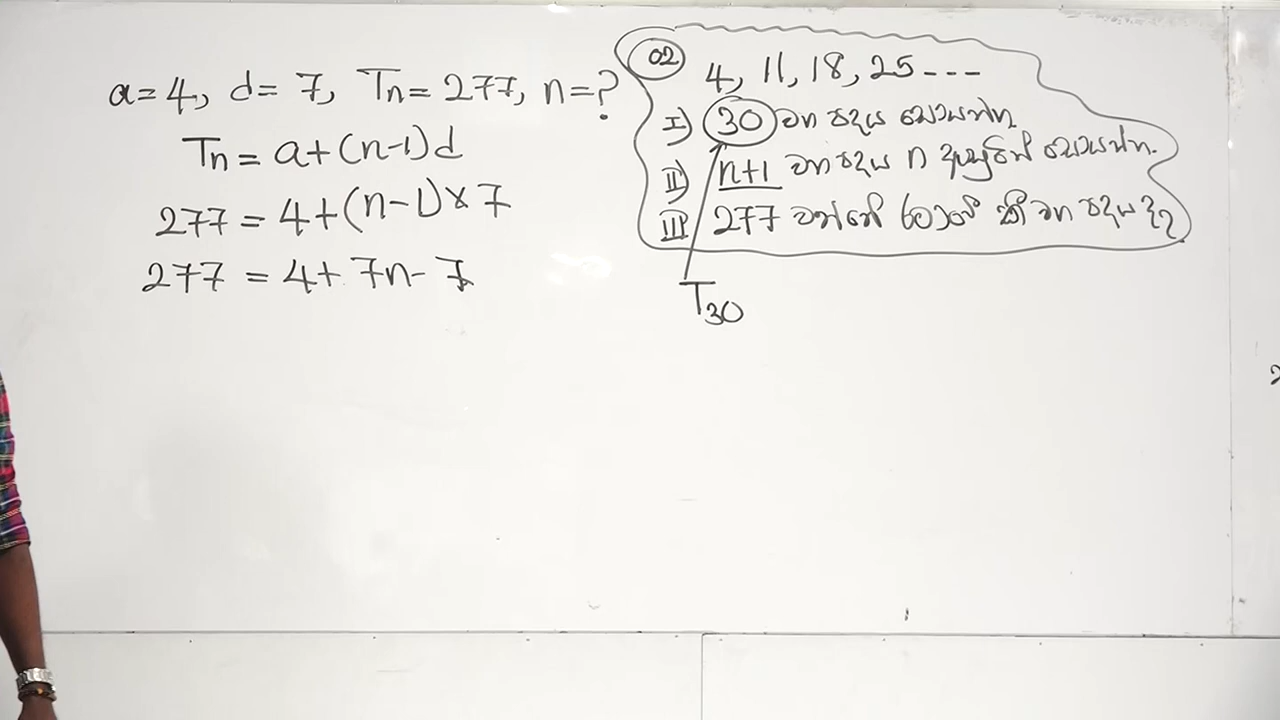 a=4, d= 7, Tn= 277, n=?
Tn= a+(n-1)d
277 = 4+(n-1)×7
277 = 4+ 7n- 7
02
4, 11, 18, 25---
I) 30 වන පදය සොයන්න.
II) n+1 වන පදය n ඇසුරින් සොයන්න.
III) 277 වන්නේ මෙහි කී වන පදය ද?
T30